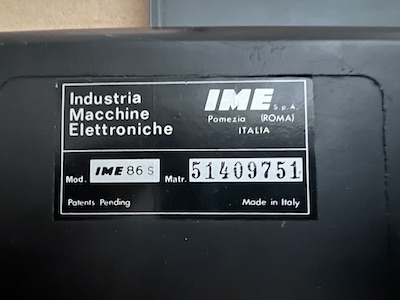 Industria
Macchine
Elettroniche
IME S.p.A.
Pomezia (ROMA)
ITALIA
Mod. IME 86 S Matr. 51409751
Patents Pending Made in Italy